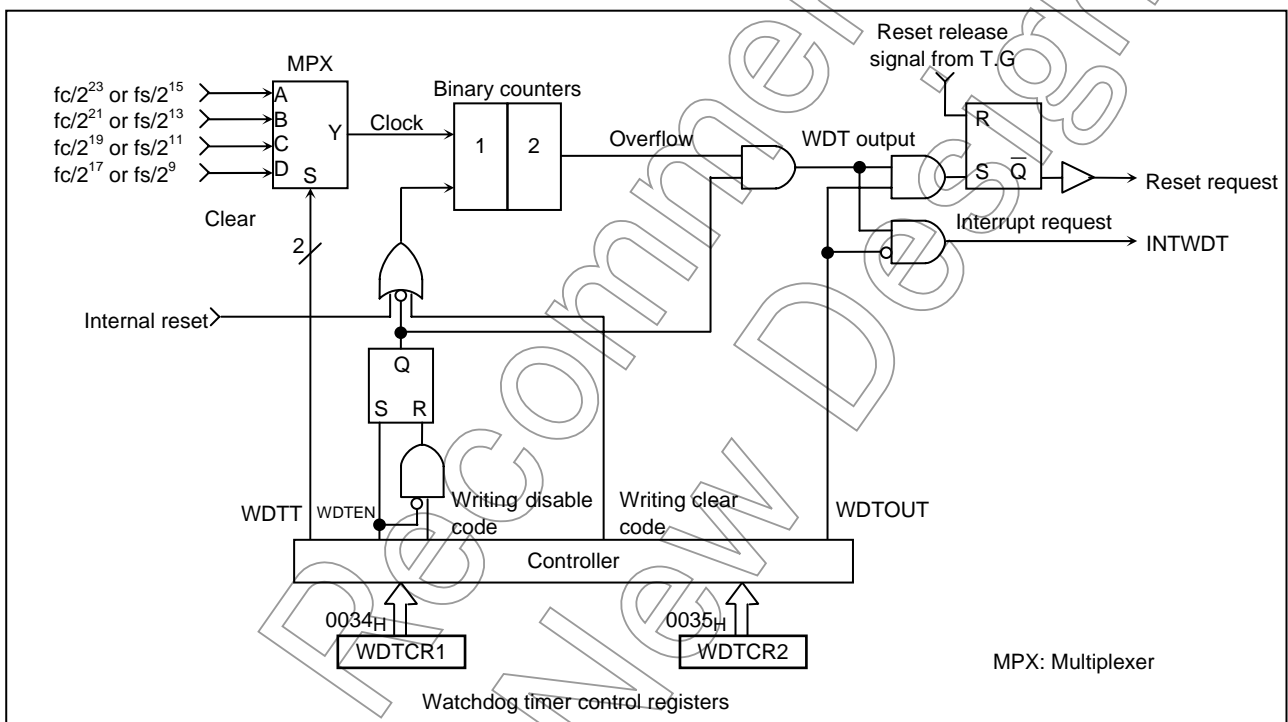 Reset release
signal from T.G
MPX
fc/2^23 or fs/2^15
fc/2^21 or fs/2^13
fc/2^19 or fs/2^11
fc/2^17 or fs/2^9
A
B
C
D
S
Y
Clear
2
Clock
Binary counters
1 2
Overflow
WDT output
R
S Q̅
Reset request
Interrupt request
INTWDT
Internal reset
Q
S R
WDTT
WDTEN
Writing disable
code
Writing clear
code
WDTOUT
Controller
0034H
WDTCR1
0035H
WDTCR2
MPX: Multiplexer
Watchdog timer control registers
Recomme
New Design